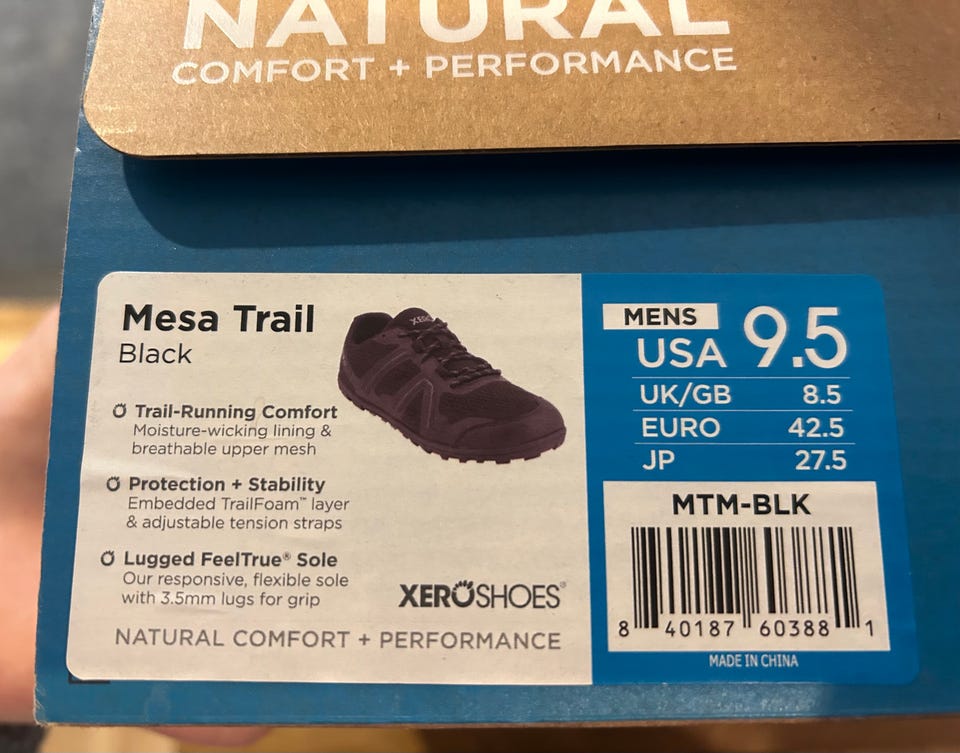 NATURAL
COMFORT + PERFORMANCE
Mesa Trail
Black
Trail-Running Comfort
Moisture-wicking lining &
breathable upper mesh
Protection + Stability
Embedded TrailFoam™ layer
& adjustable tension straps
Lugged FeelTrue® Sole
Our responsive, flexible sole
with 3.5mm lugs for grip
XEROSHOES®
NATURAL COMFORT + PERFORMANCE
XERO
MENS
USA 9.5
UK/GB 8.5
EURO 42.5
JP 27.5
MTM-BLK
8 40187 60388 1
MADE IN CHINA